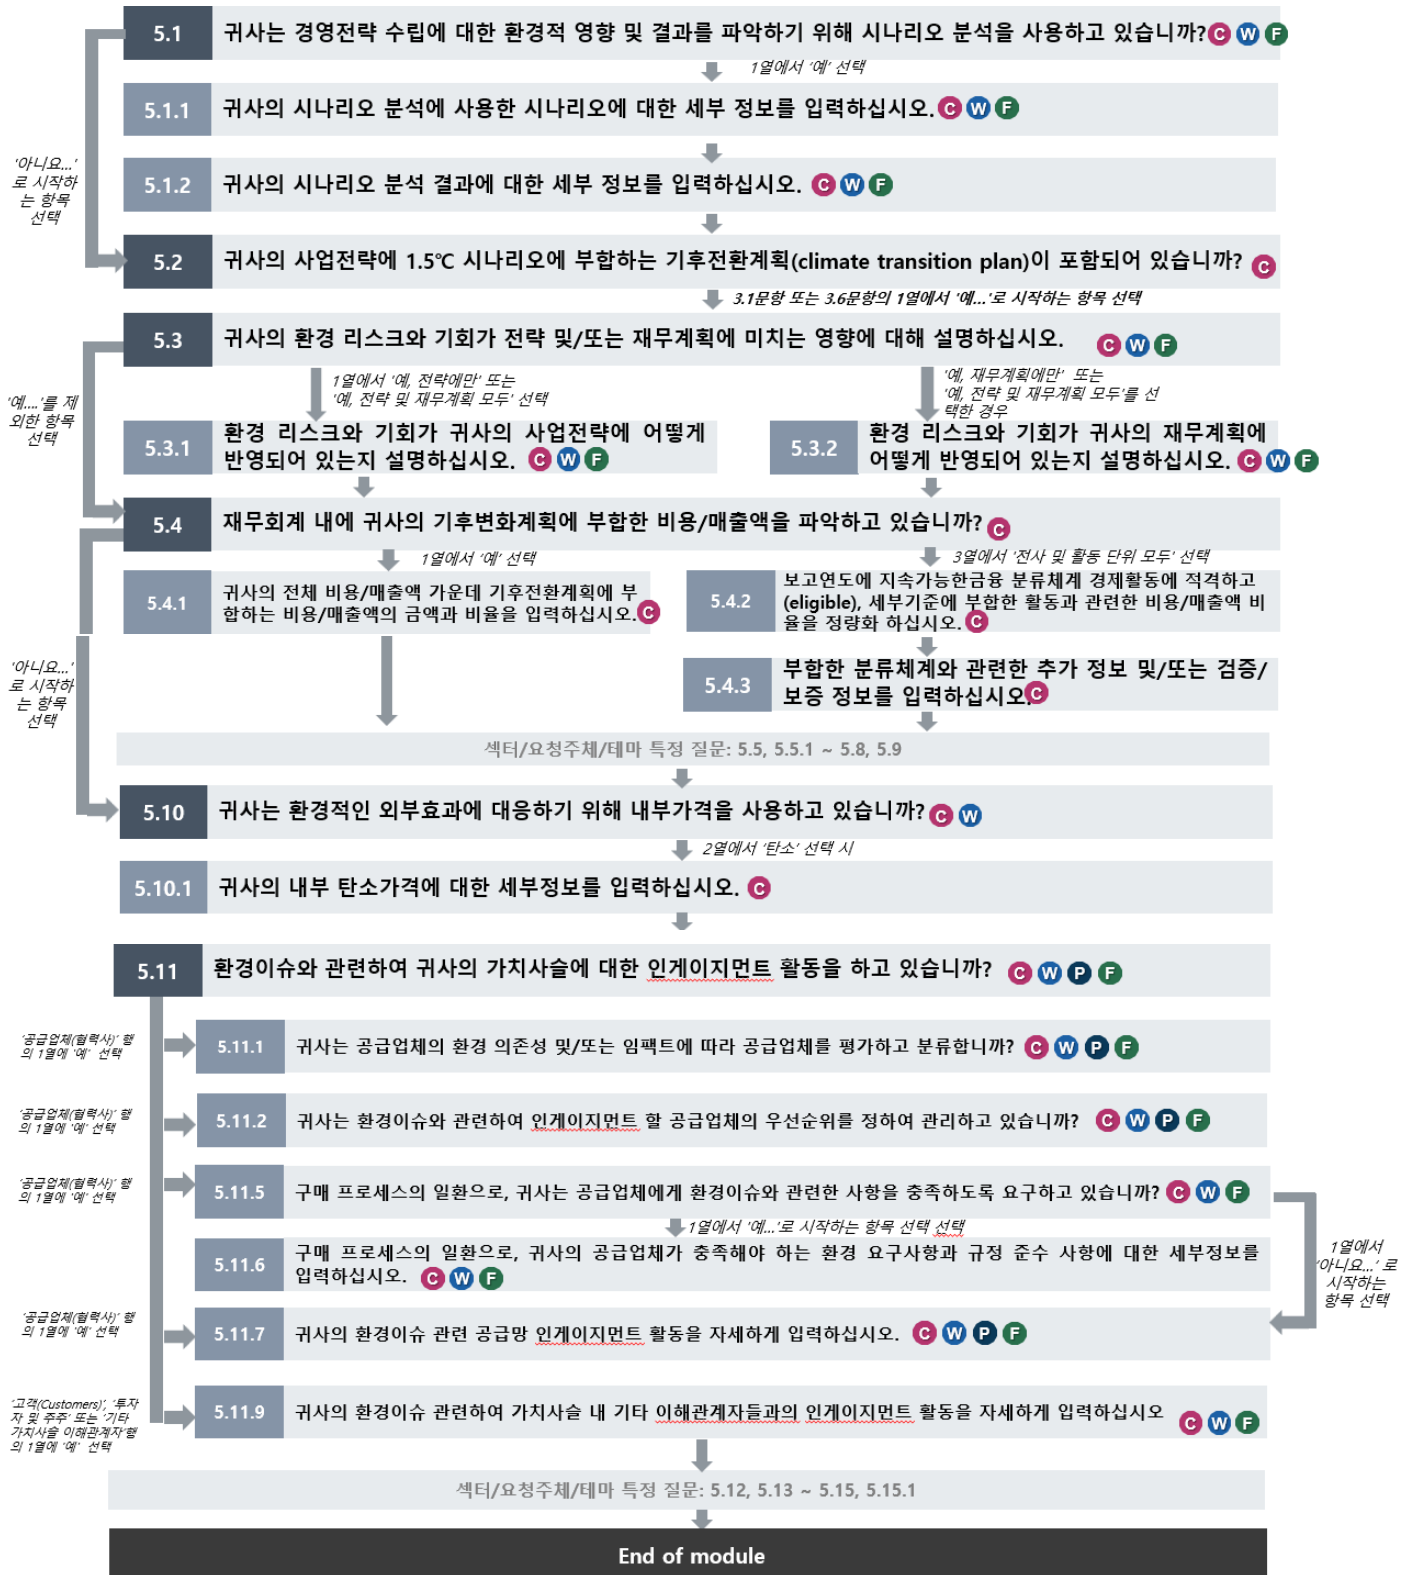 5.1 귀사는 경영전략 수립에 대한 환경적 영향 및 결과를 파악하기 위해 시나리오 분석을 사용하고 있습니까? C W F
1열에서 '예' 선택
5.1.1 귀사의 시나리오 분석에 사용한 시나리오에 대한 세부 정보를 입력하십시오. C W F
'아니요...'
로 시작하
는 항목
선택
5.1.2 귀사의 시나리오 분석 결과에 대한 세부 정보를 입력하십시오. C W F
5.2 귀사의 사업전략에 1.5℃ 시나리오에 부합하는 기후전환계획(climate transition plan)이 포함되어 있습니까? C
3.1문항 또는 3.6문항의 1열에서 '예...'로 시작하는 항목 선택
5.3 귀사의 환경 리스크와 기회가 전략 및/또는 재무계획에 미치는 영향에 대해 설명하십시오. C W F
'예....'를 제
외한 항목
선택
1열에서 '예, 전략에만' 또는
'예, 전략 및 재무계획 모두' 선택
'예, 재무계획에만' 또는
'예, 전략 및 재무계획 모두'를 선
택한 경우
5.3.1 환경 리스크와 기회가 귀사의 사업전략에 어떻게
반영되어 있는지 설명하십시오. C W F
5.3.2 환경 리스크와 기회가 귀사의 재무계획에
어떻게 반영되어 있는지 설명하십시오. C W F
5.4 재무회계 내에 귀사의 기후변화계획에 부합한 비용/매출액을 파악하고 있습니까? C
1열에서 '예' 선택
3열에서 '전사 및 활동 단위 모두' 선택
5.4.1 귀사의 전체 비용/매출액 가운데 기후전환계획에 부
합하는 비용/매출액의 금액과 비율을 입력하십시오. C
5.4.2 보고연도에 지속가능한금융 분류체계 경제활동에 적격하고
(eligible), 세부기준에 부합한 활동과 관련한 비용/매출액 비
율을 정량화 하십시오. C
'아니요...'
로 시작하
는 항목
선택
5.4.3 부합한 분류체계와 관련한 추가 정보 및/또는 검증/
보증 정보를 입력하십시오. C
섹터/요청주체/테마 특정 질문: 5.5, 5.5.1 ~ 5.8, 5.9
5.10 귀사는 환경적인 외부효과에 대응하기 위해 내부가격을 사용하고 있습니까? C W
2열에서 '탄소' 선택 시
5.10.1 귀사의 내부 탄소가격에 대한 세부정보를 입력하십시오. C
5.11 환경이슈와 관련하여 귀사의 가치사슬에 대한 인게이지먼트 활동을 하고 있습니까? C W P F
'공급업체(협력사)' 행
의 1열에 '예' 선택
5.11.1 귀사는 공급업체의 환경 의존성 및/또는 임팩트에 따라 공급업체를 평가하고 분류합니까? C W P F
'공급업체(협력사)' 행
의 1열에 '예' 선택
5.11.2 귀사는 환경이슈와 관련하여 인게이지먼트 할 공급업체의 우선순위를 정하여 관리하고 있습니까? C W P F
'공급업체(협력사)' 행
의 1열에 '예' 선택
5.11.5 구매 프로세스의 일환으로, 귀사는 공급업체에게 환경이슈와 관련한 사항을 충족하도록 요구하고 있습니까? C W F
1열에서 '예...'로 시작하는 항목 선택 선택
5.11.6 구매 프로세스의 일환으로, 귀사의 공급업체가 충족해야 하는 환경 요구사항과 규정 준수 사항에 대한 세부정보를
입력하십시오. C W F
1열에서
'아니요...' 로
시작하는
항목 선택
'공급업체(협력사)' 행
의 1열에 '예' 선택
5.11.7 귀사의 환경이슈 관련 공급망 인게이지먼트 활동을 자세하게 입력하십시오. C W P F
'고객(Customers)', '투자
자 및 주주' 또는 '기타
가치사슬 이해관계자'행
의 1열에 '예' 선택
5.11.9 귀사의 환경이슈 관련하여 가치사슬 내 기타 이해관계자들과의 인게이지먼트 활동을 자세하게 입력하십시오 C W F
섹터/요청주체/테마 특정 질문: 5.12, 5.13 ~ 5.15, 5.15.1
End of module